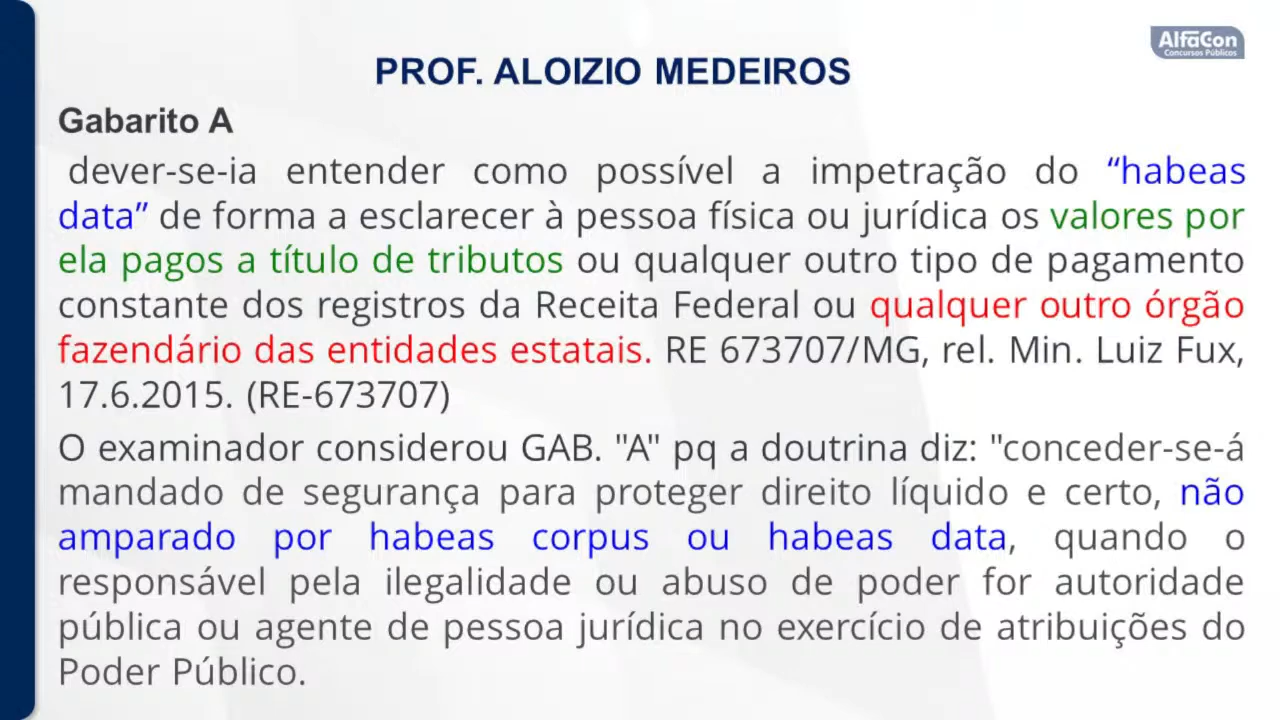 AlfaCon
Concursos Públicos
PROF. ALOIZIO MEDEIROS
Gabarito A
dever-se-ia entender como possível a impetração do “habeas
data” de forma a esclarecer à pessoa física ou jurídica os valores por
ela pagos a título de tributos ou qualquer outro tipo de pagamento
constante dos registros da Receita Federal ou qualquer outro órgão
fazendário das entidades estatais. RE 673707/MG, rel. Min. Luiz Fux,
17.6.2015. (RE-673707)
O examinador considerou GAB. "A" pq a doutrina diz: "conceder-se-á
mandado de segurança para proteger direito líquido e certo, não
amparado por habeas corpus ou habeas data, quando o
responsável pela ilegalidade ou abuso de poder for autoridade
pública ou agente de pessoa jurídica no exercício de atribuições do
Poder Público.